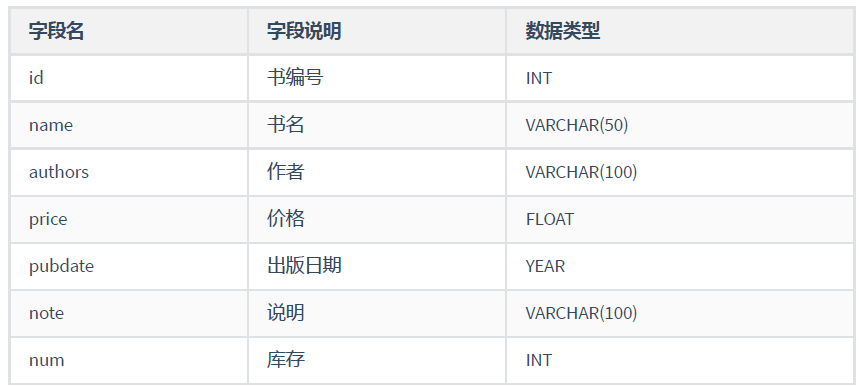 字段名 字段说明 数据类型
id 书编号 INT
name 书名 VARCHAR(50)
authors 作者 VARCHAR(100)
price 价格 FLOAT
pubdate 出版日期 YEAR
note 说明 VARCHAR(100)
num 库存 INT